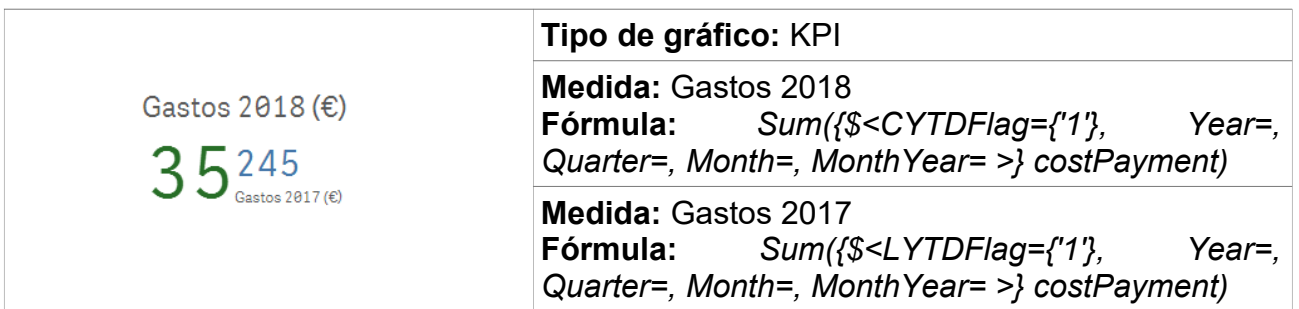 Gastos 2018 (€)
35 245
Gastos 2017 (€)
Tipo de gráfico: KPI
Medida: Gastos 2018
Fórmula: Sum({$<CYTDFlag={'1'}, Year=,
Quarter=, Month=, MonthYear= >} costPayment)
Medida: Gastos 2017
Fórmula: Sum({$<LYTDFlag={'1'}, Year=,
Quarter=, Month=, MonthYear= >} costPayment)